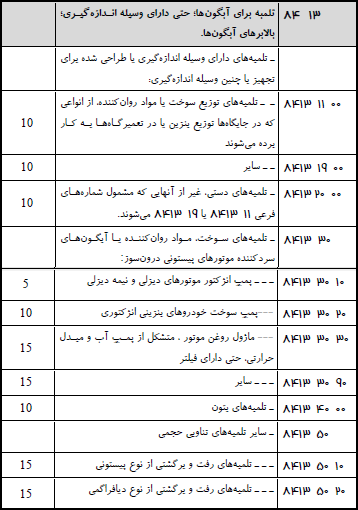 ۸۴ ۱۳ تلمبه برای آبگون‌ها؛ حتی دارای وسیله اندازه‌گیری؛
بالابرهای آبگون‌ها.
ـ تلمبه‌های دارای وسیله اندازه‌گیری یا طراحی شده برای
تجهیز با چنین وسیله اندازه‌گیری:
۸۴۱۳ ۱۱ ۰۰ ـ ـ تلمبه‌های توزیع سوخت یا مواد روان‌کننده، از انواعی
که در جایگاه‌ها توزیع بنزین یا در تعمیرگاه‌ها به کار 10
برده می‌شوند
۸۴۱۳ ۱۹ ۰۰ ـ ـ سایر 10
۸۴۱۳ ۲۰ ۰۰ ـ تلمبه‌های دستی، غیر از آنهایی که مشمول شماره‌های 10
فرعی ۱۱ ۸۴۱۳ یا ۱۹ ۸۴۱۳ می‌شوند.
۸۴۱۳ ۳۰ ـ تلمبه‌های سوخت، مواد روان‌کننده یا آبگون‌های
سردکننده موتورهای پیستونی درون‌سوز:
۸۴۱۳ ۳۰ ۱۰ ـ ـ ـ پمپ انژکتور موتورهای دیزلی و نیمه دیزلی 5
۸۴۱۳ ۳۰ ۲۰ ---پمپ سوخت خودروهای بنزینی انژکتوری 10
۸۴۱۳ ۳۰ ۳۰ --- ماژول روغن موتور ، متشکل از پمپ آب و مبدل
حرارتی، حتی دارای فیلتر 15
۸۴۱۳ ۳۰ ۹۰ ـ ـ ـ سایر 15
۸۴۱۳ ۴۰ ۰۰ ـ تلمبه‌های بتون 10
۸۴۱۳ ۵۰ ـ سایر تلمبه‌های تناوبی حجمی
۸۴۱۳ ۵۰ ۱۰ ـ ـ ـ تلمبه‌های رفت و برگشتی از نوع پیستونی 15
۸۴۱۳ ۵۰ ۲۰ ـ ـ ـ تلمبه‌های رفت و برگشتی از نوع دیافراگمی 15